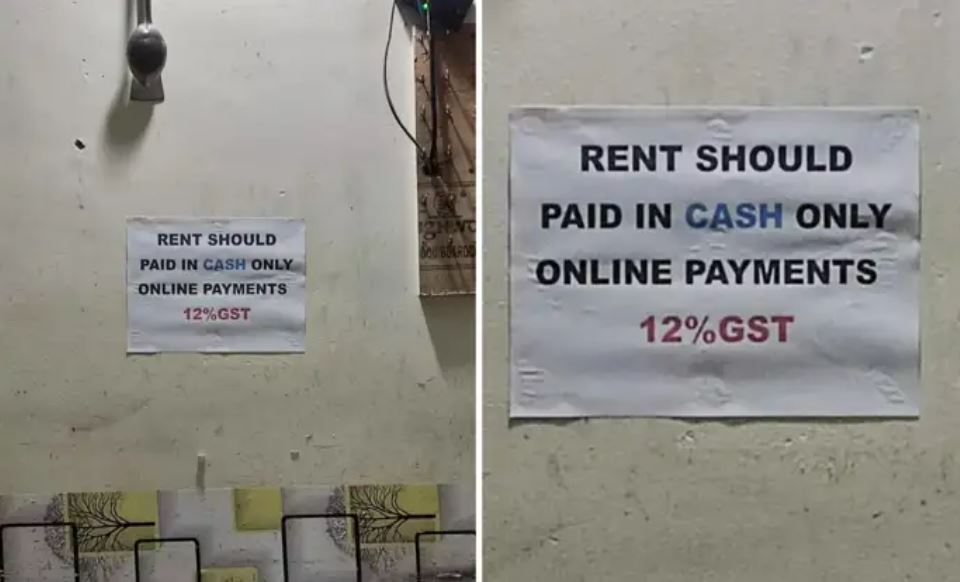 RENT SHOULD
PAID IN CASH ONLY
ONLINE PAYMENTS
12%GST
RENT SHOULD
PAID IN CASH ONLY
ONLINE PAYMENTS
12%GST